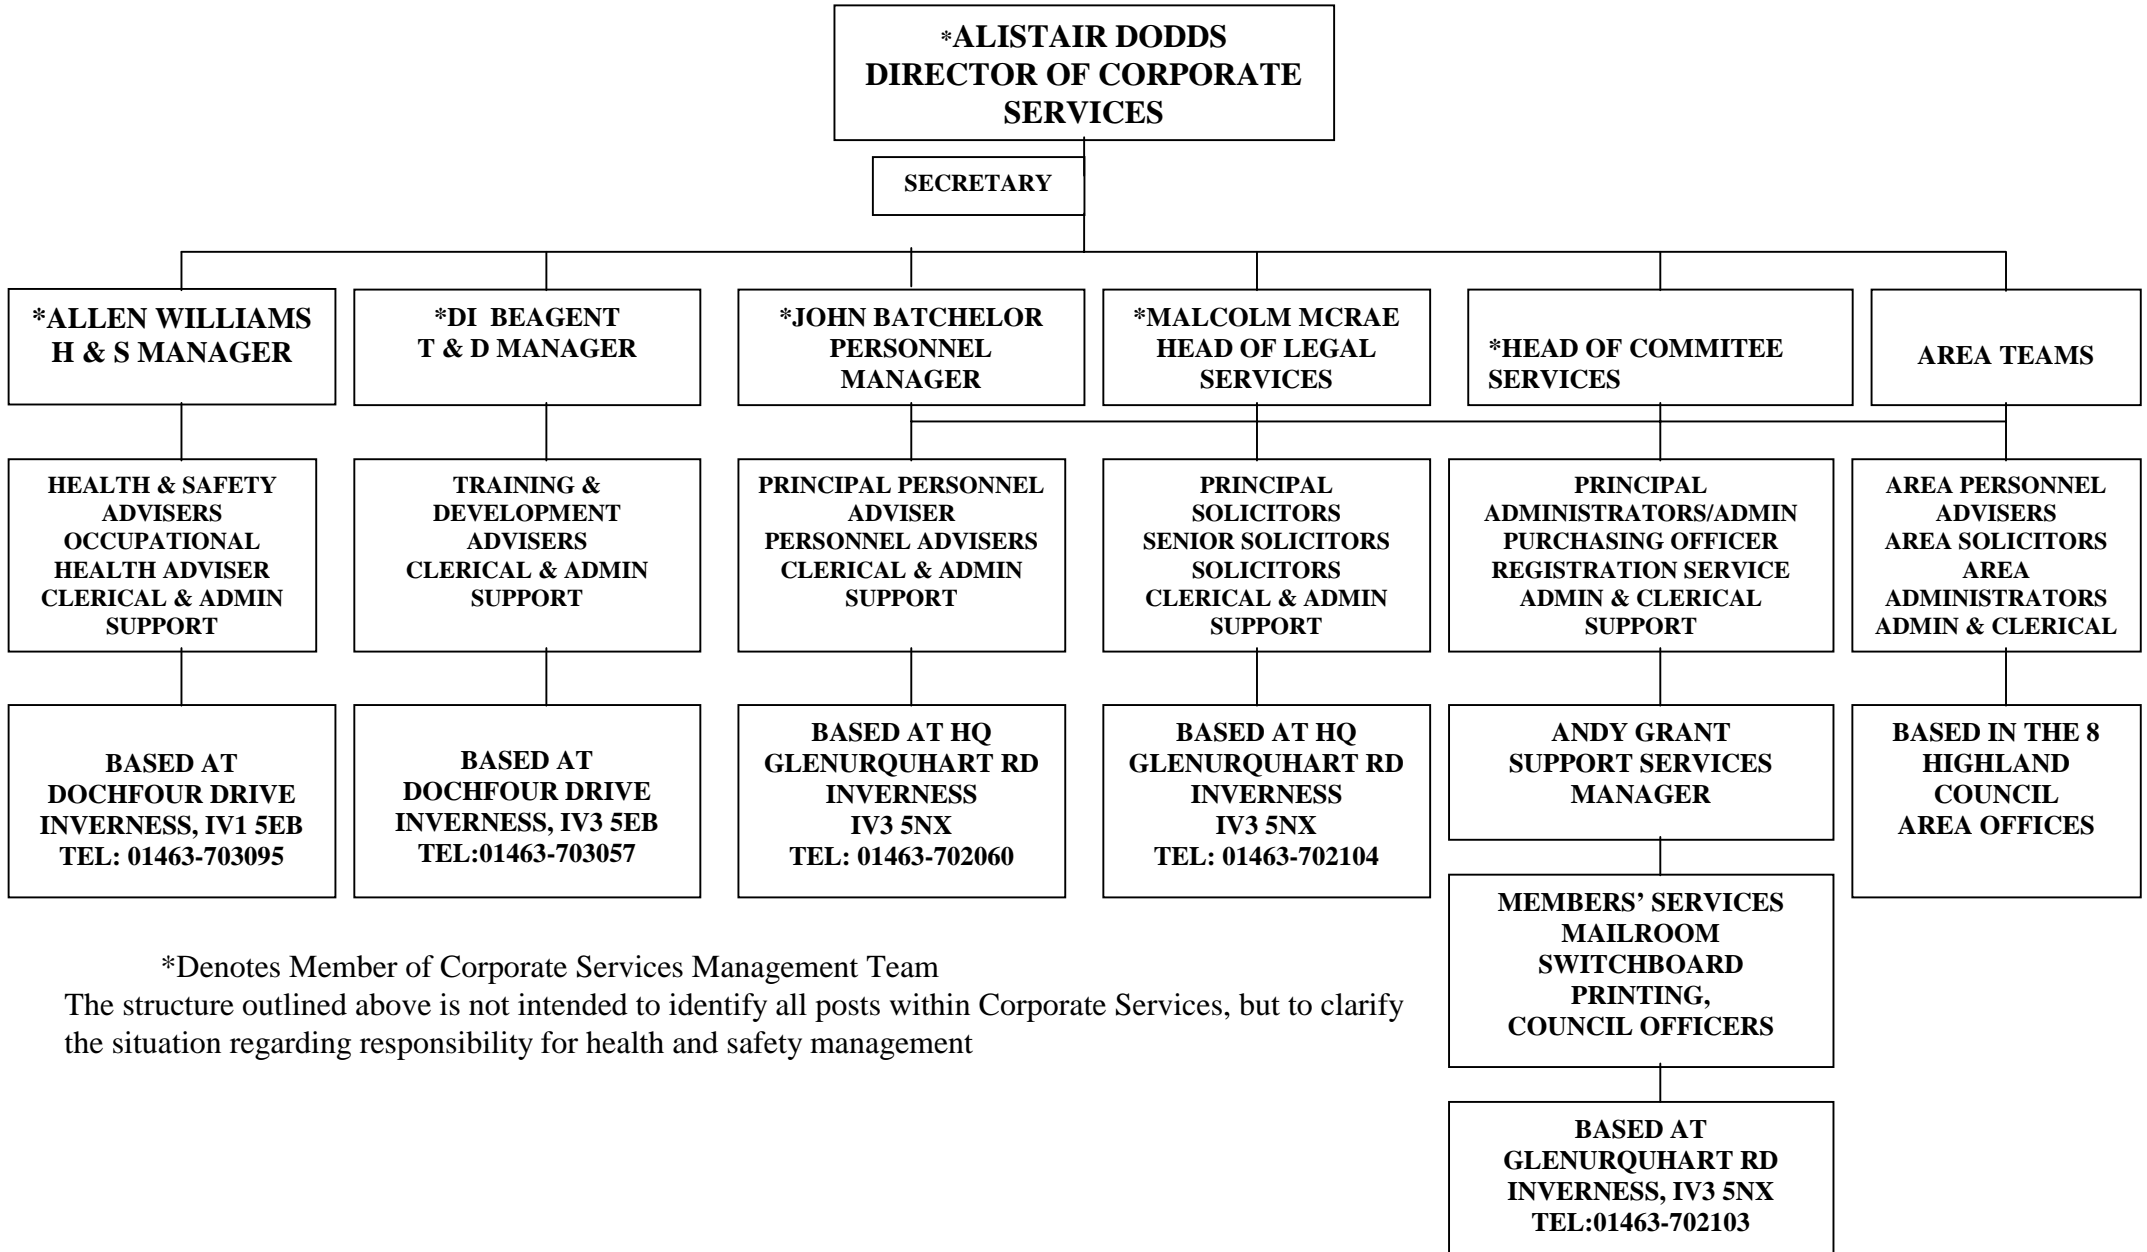 *ALISTAIR DODDS
DIRECTOR OF CORPORATE
SERVICES
SECRETARY
*ALLEN WILLIAMS
H & S MANAGER
*DI BEAGENT
T & D MANAGER
*JOHN BATCHELOR
PERSONNEL
MANAGER
*MALCOLM MCRAE
HEAD OF LEGAL
SERVICES
*HEAD OF COMMITEE
SERVICES
AREA TEAMS
HEALTH & SAFETY
ADVISERS
OCCUPATIONAL
HEALTH ADVISER
CLERICAL & ADMIN
SUPPORT
TRAINING &
DEVELOPMENT
ADVISERS
CLERICAL & ADMIN
SUPPORT
PRINCIPAL PERSONNEL
ADVISER
PERSONNEL ADVISERS
CLERICAL & ADMIN
SUPPORT
PRINCIPAL
SOLICITORS
SENIOR SOLICITORS
SOLICITORS
CLERICAL & ADMIN
SUPPORT
PRINCIPAL
ADMINISTRATORS/ADMIN
PURCHASING OFFICER
REGISTRATION SERVICE
ADMIN & CLERICAL
SUPPORT
AREA PERSONNEL
ADVISERS
AREA SOLICITORS
AREA
ADMINISTRATORS
ADMIN & CLERICAL
BASED AT
DOCHFOUR DRIVE
INVERNESS, IV1 5EB
TEL: 01463-703095
BASED AT
DOCHFOUR DRIVE
INVERNESS, IV3 5EB
TEL:01463-703057
BASED AT HQ
GLENURQUHART RD
INVERNESS
IV3 5NX
TEL: 01463-702060
BASED AT HQ
GLENURQUHART RD
INVERNESS
IV3 5NX
TEL: 01463-702104
ANDY GRANT
SUPPORT SERVICES
MANAGER
BASED IN THE 8
HIGHLAND
COUNCIL
AREA OFFICES
MEMBERS’ SERVICES
MAILROOM
SWITCHBOARD
PRINTING,
COUNCIL OFFICERS
BASED AT
GLENURQUHART RD
INVERNESS, IV3 5NX
TEL:01463-702103
*Denotes Member of Corporate Services Management Team
The structure outlined above is not intended to identify all posts within Corporate Services, but to clarify
the situation regarding responsibility for health and safety management